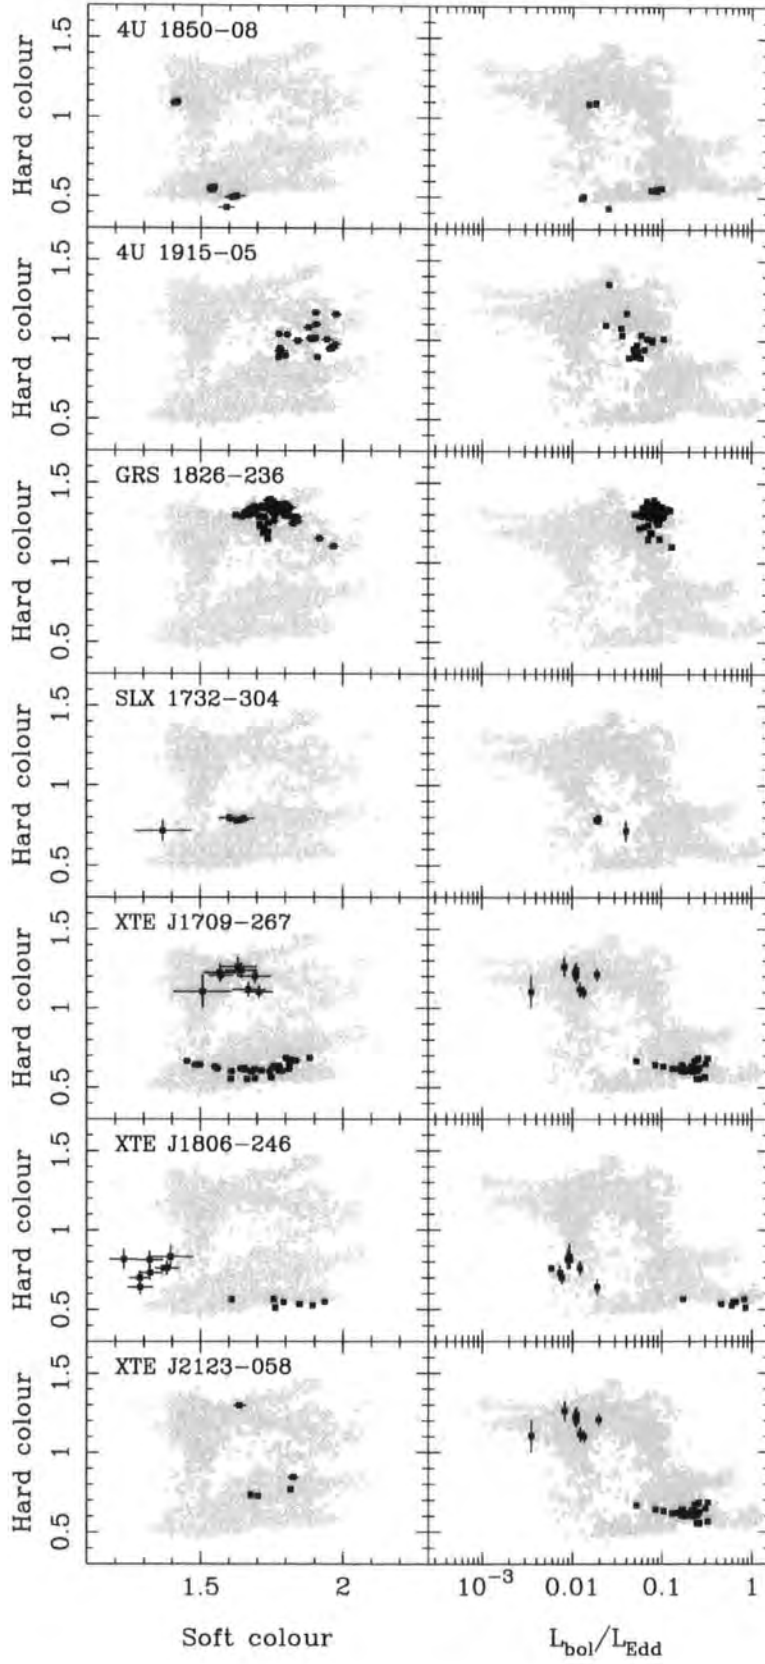 4U 1850−08
Hard colour
0.5
1
1.5
4U 1915−05
Hard colour
0.5
1
1.5
GRS 1826−236
Hard colour
0.5
1
1.5
SLX 1732−304
Hard colour
0.5
1
1.5
XTE J1709−267
Hard colour
0.5
1
1.5
XTE J1806−246
Hard colour
0.5
1
1.5
XTE J2123−058
Hard colour
0.5
1
1.5
1.5 2 10⁻³ 0.01 0.1 1
Soft colour L_bol/L_Edd